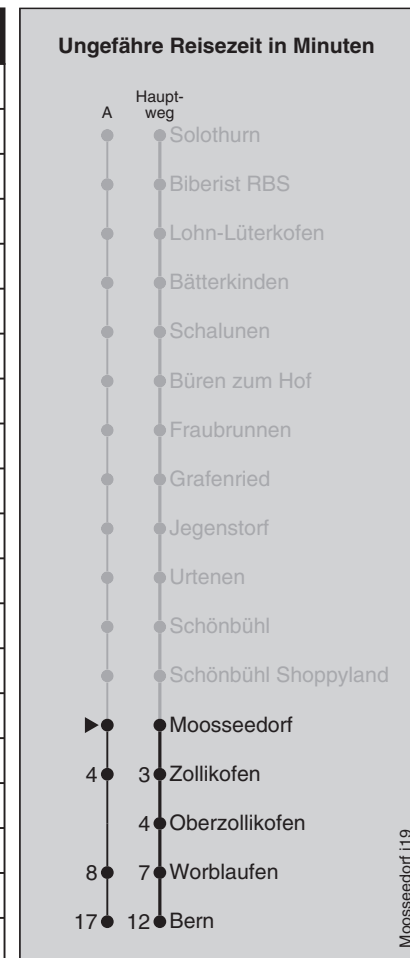 Ungefähre Reisezeit in Minuten
A
Haupt-
weg
Solothurn
Biberist RBS
Lohn-Lüterkofen
Bätterkinden
Schalunen
Büren zum Hof
Fraubrunnen
Grafenried
Jegenstorf
Urtenen
Schönbühl
Schönbühl Shoppyland
Moosseedorf
4 3 Zollikofen
4 Oberzollikofen
8 7 Worblaufen
17 12 Bern
Moosseedorf j19